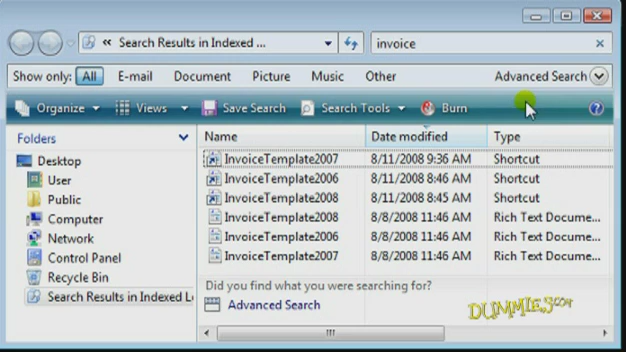 « Search Results in Indexed ... invoice
Show only: All E-mail Document Picture Music Other Advanced Search
Organize Views Save Search Search Tools Burn
Folders Name Date modified Type
Desktop InvoiceTemplate2007 8/11/2008 9:36 AM Shortcut
User InvoiceTemplate2006 8/11/2008 8:46 AM Shortcut
Public InvoiceTemplate2008 8/11/2008 8:45 AM Shortcut
Computer InvoiceTemplate2008 8/8/2008 11:46 AM Rich Text Docume...
Network InvoiceTemplate2006 8/8/2008 11:46 AM Rich Text Docume...
Control Panel InvoiceTemplate2007 8/8/2008 11:46 AM Rich Text Docume...
Recycle Bin Did you find what you were searching for?
Search Results in Indexed Lo Advanced Search
DUMMIES.COM